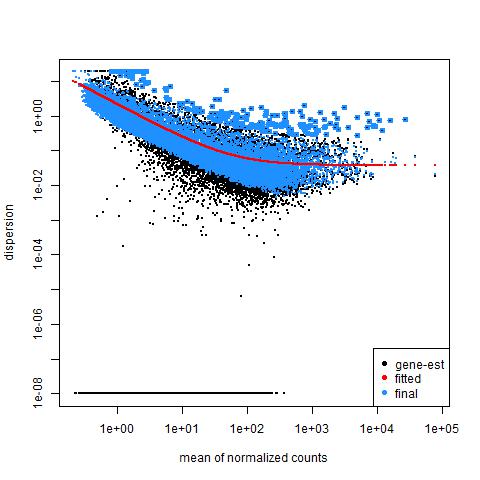 dispersion
1e+00
1e-02
1e-04
1e-06
1e-08
gene-est
fitted
final
1e+00 1e+01 1e+02 1e+03 1e+04 1e+05
mean of normalized counts